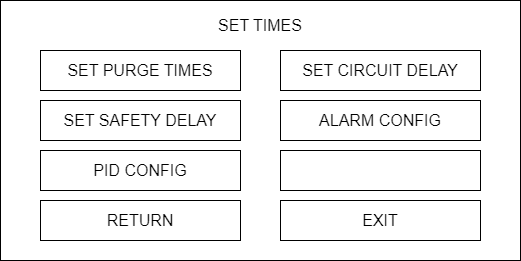 SET TIMES
SET PURGE TIMES
SET CIRCUIT DELAY
SET SAFETY DELAY
ALARM CONFIG
PID CONFIG
RETURN
EXIT